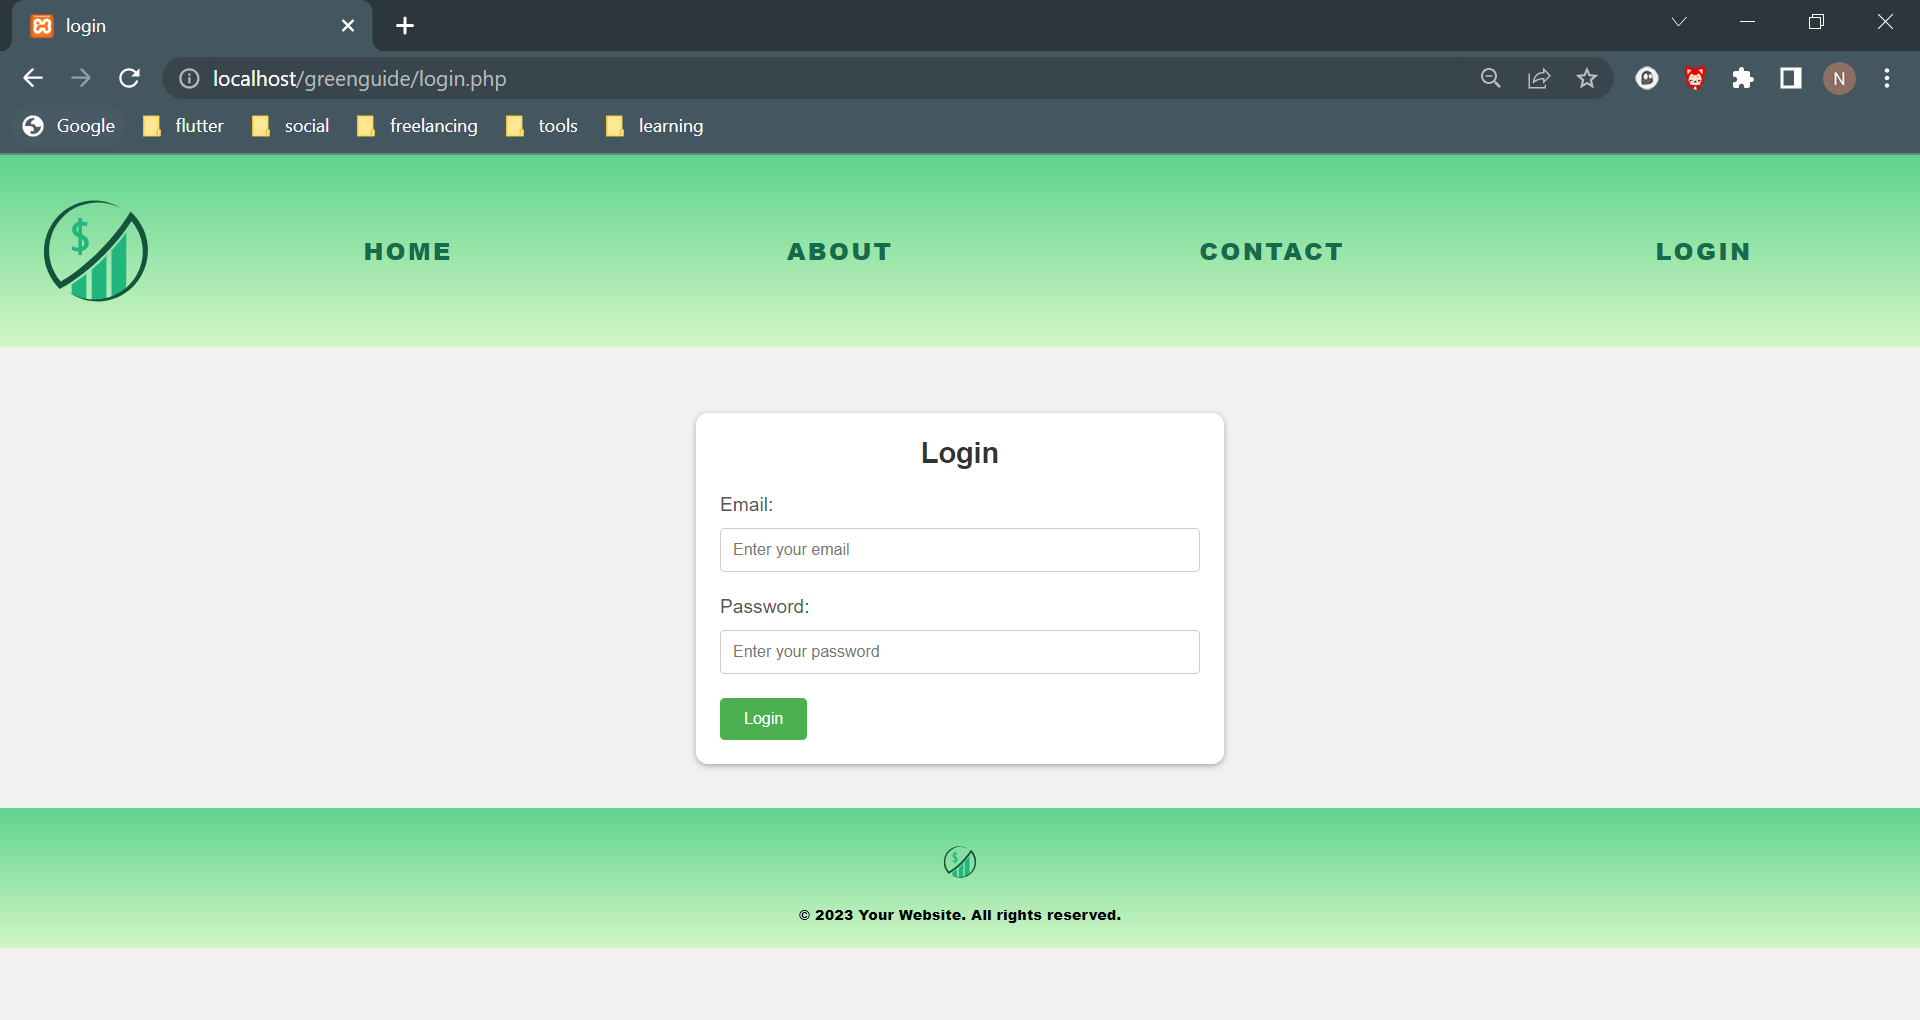 login
localhost/greenguide/login.php
N
Google flutter social freelancing tools learning
$
HOME ABOUT CONTACT LOGIN
Login
Email:
Enter your email
Password:
Enter your password
Login
$
© 2023 Your Website. All rights reserved.